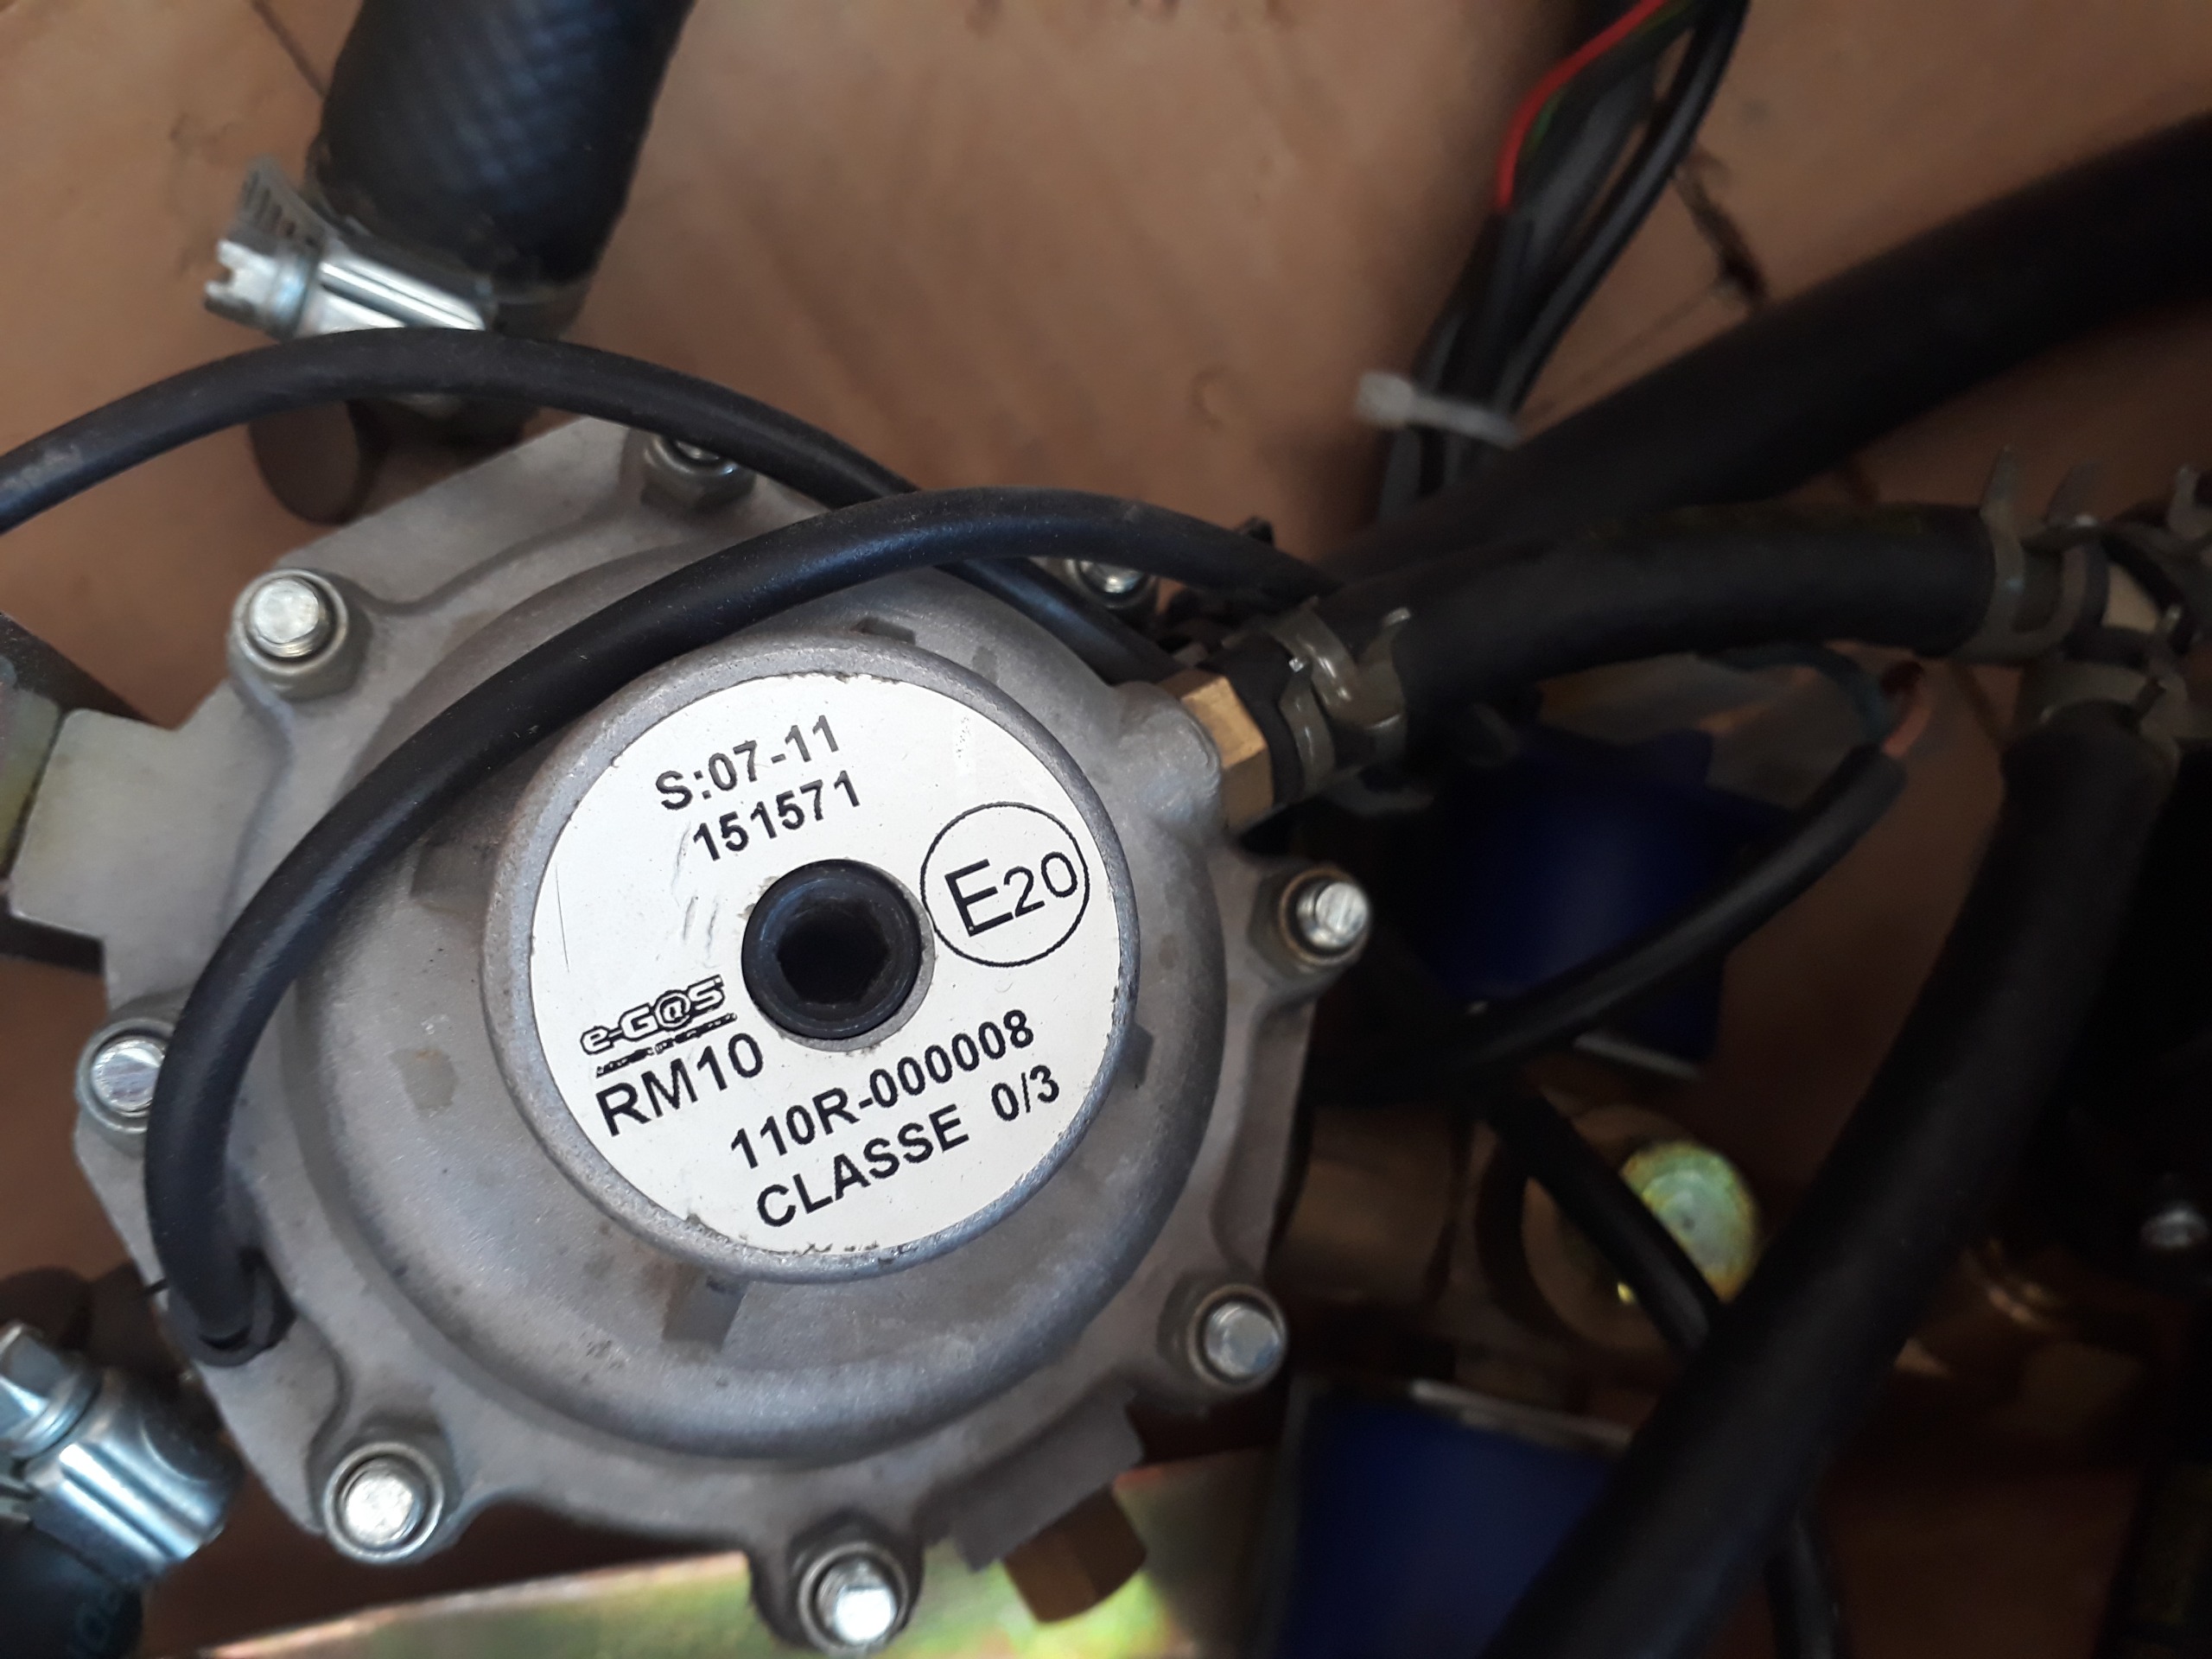 S:07-11
151571
E20
e-G@s
RM10
110R-000008
CLASSE 0/3